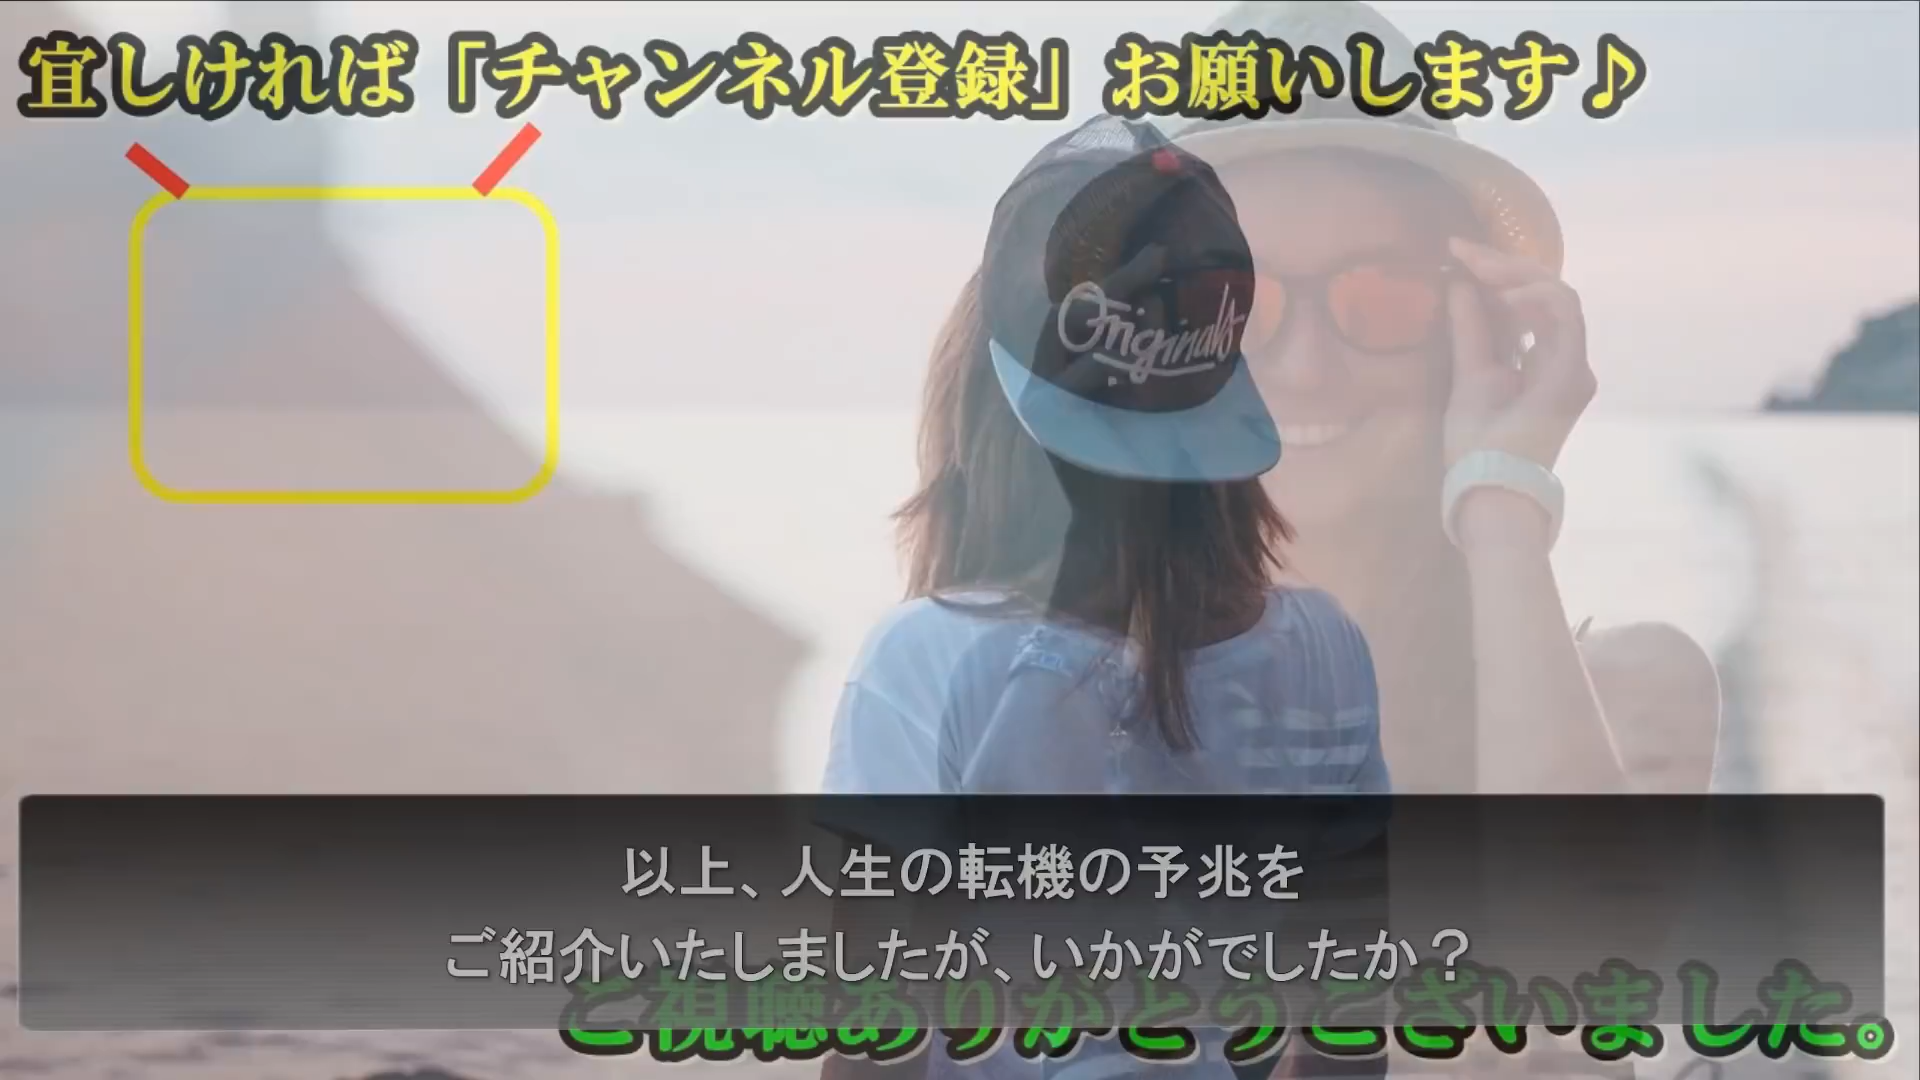 宜しければ「チャンネル登録」お願いします♪
Originals
以上、人生の転機の予兆を
ご紹介いたしましたが、いかがでしたか？
ご視聴ありがとうございました。